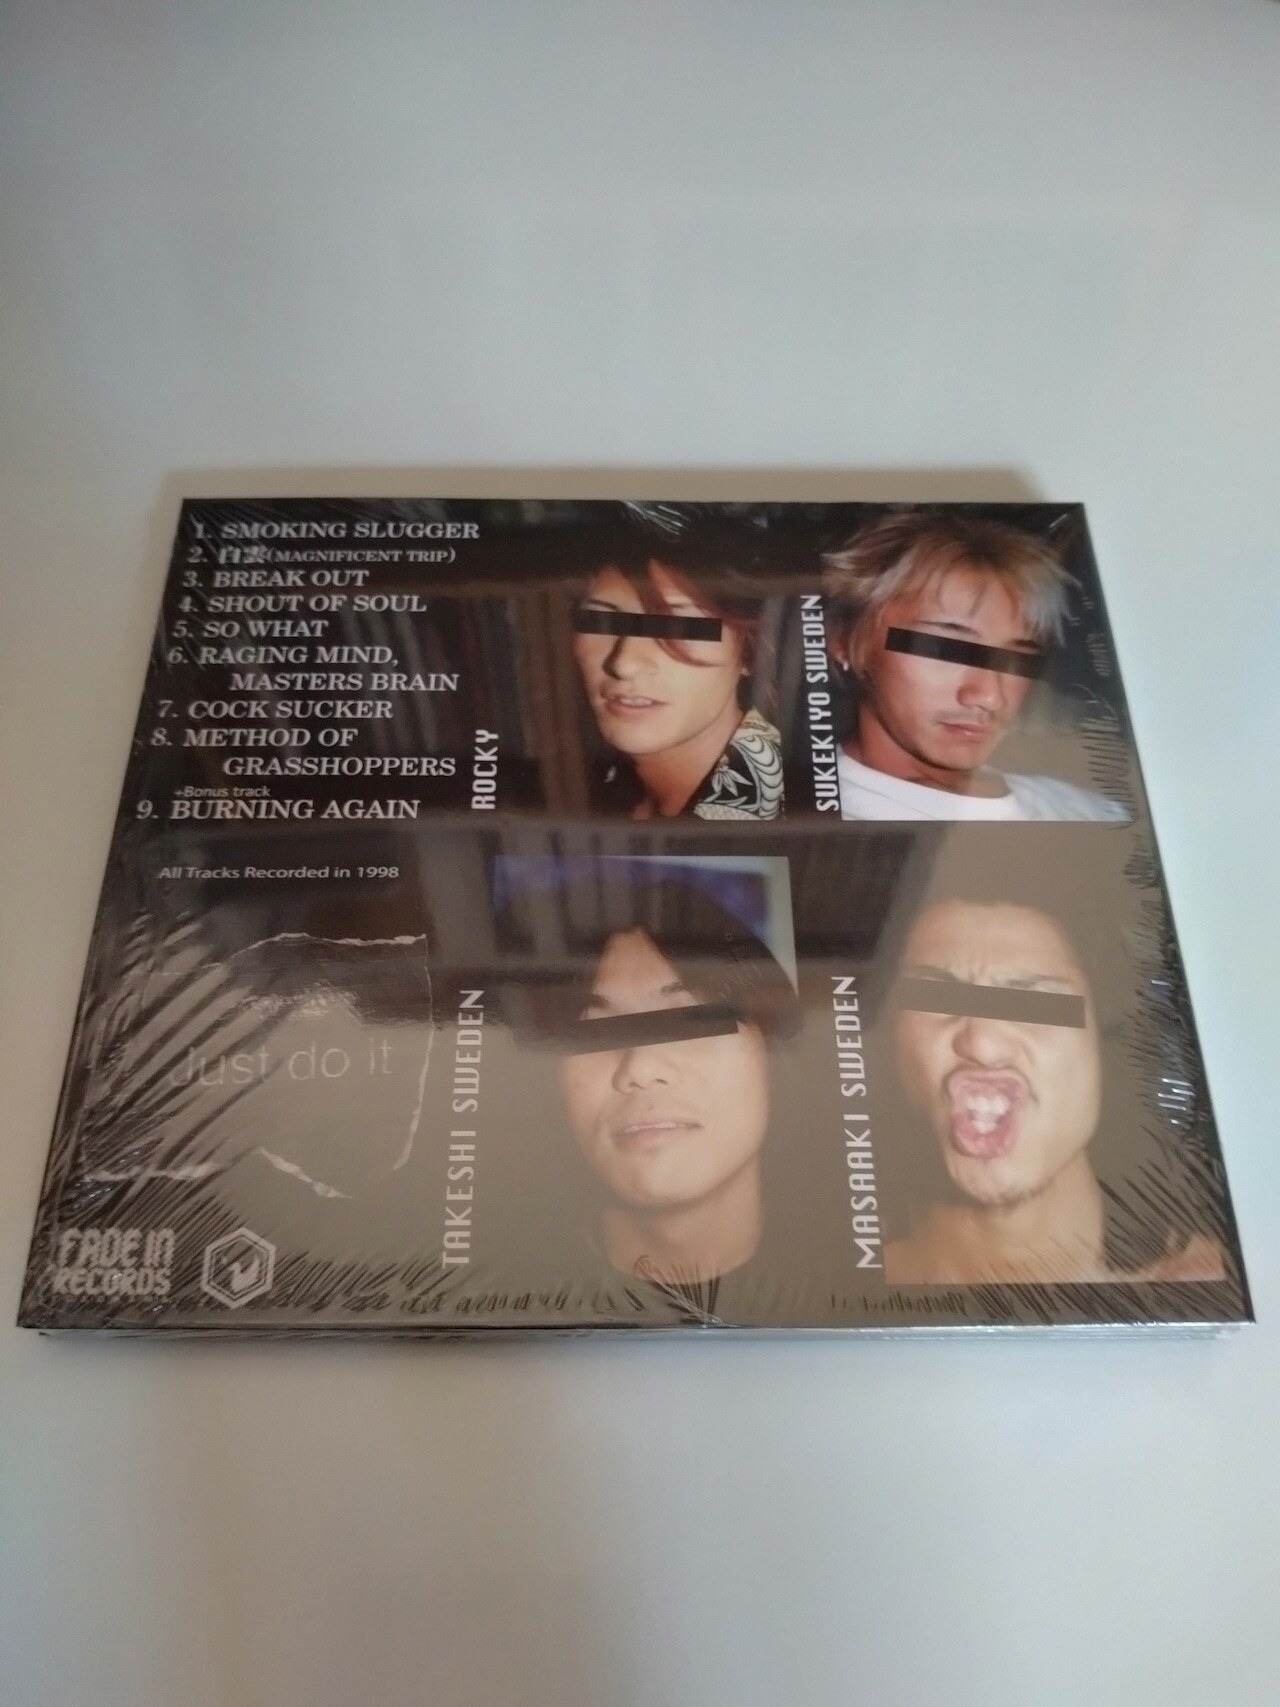 1. SMOKING SLUGGER
2. 白雲(MAGNIFICENT TRIP)
3. BREAK OUT
4. SHOUT OF SOUL
5. SO WHAT
6. RAGING MIND,
MASTERS BRAIN
7. COCK SUCKER
8. METHOD OF
GRASSHOPPERS
+Bonus track
9. BURNING AGAIN
All Tracks Recorded in 1998
Just do it
FADE IN
RECORDS
ROCKY
SUKEKIYO SWEDEN
TAKESHI SWEDEN
MASAAKI SWEDEN